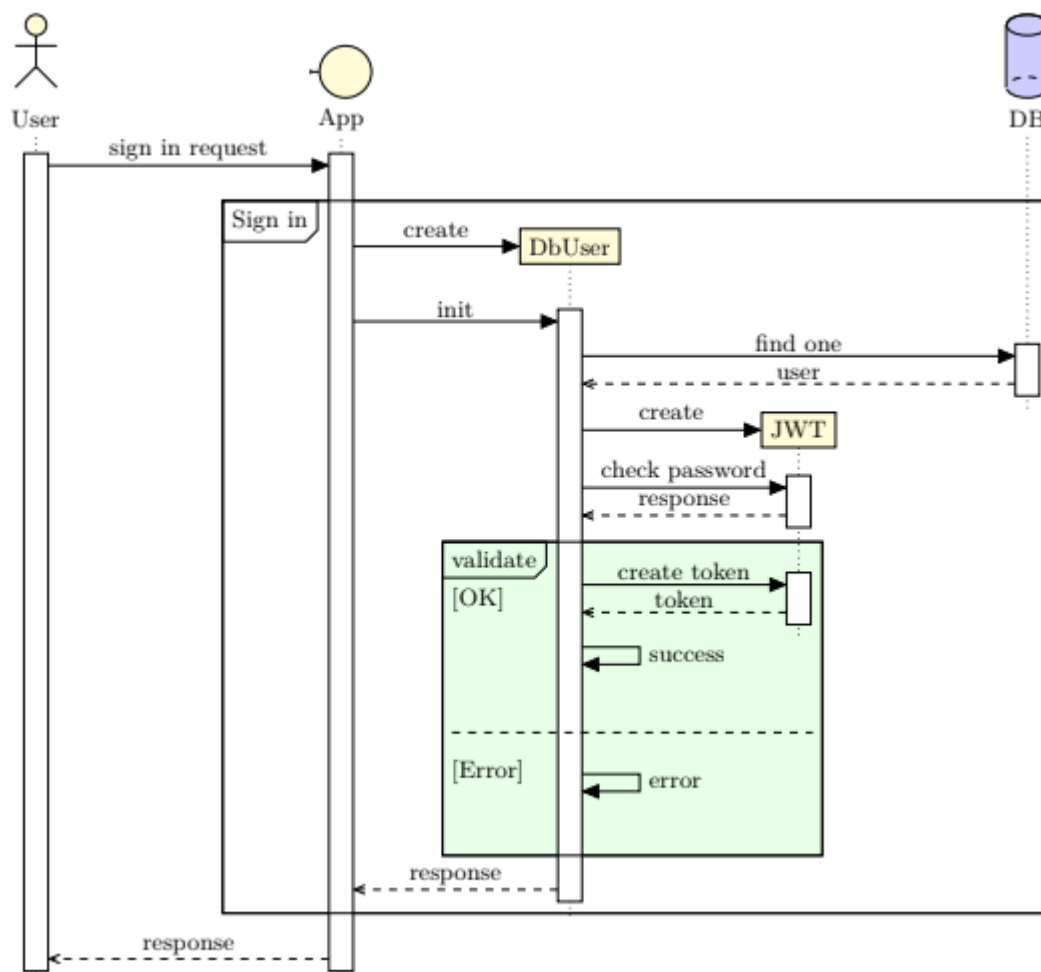 User
App
DB
sign in request
Sign in
create
DbUser
init
find one
user
create
JWT
check password
response
validate
create token
[OK]
token
success
[Error]
error
response
response